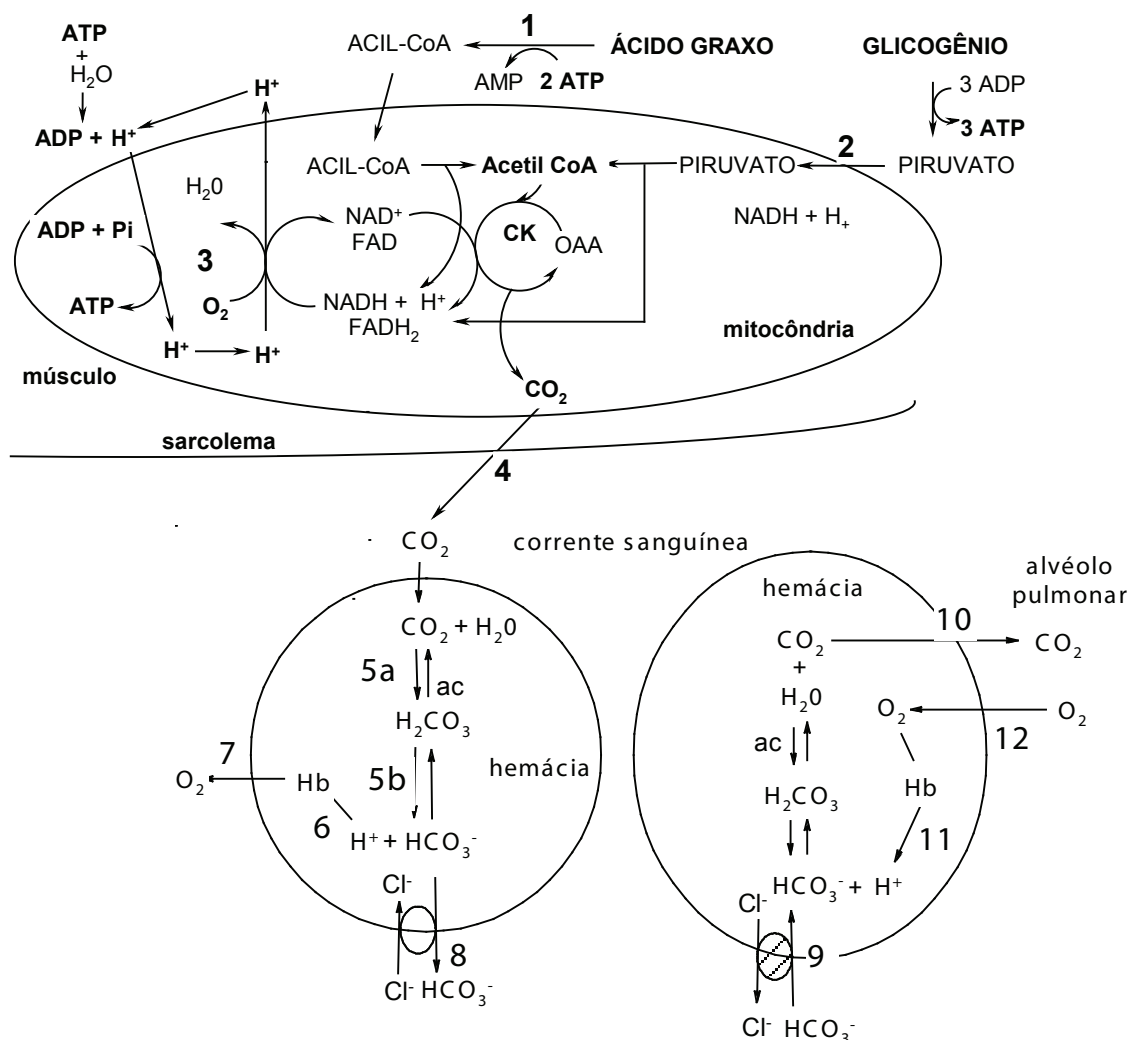 1
ATP
+
H₂O
ADP + H⁺
H⁺
ACIL-CoA
ÁCIDO GRAXO
AMP
2 ATP
GLICOGÊNIO
3 ADP
3 ATP
2
PIRUVATO
PIRUVATO
ACIL-CoA
Acetil CoA
NADH + H₊
H₂0
NAD⁺
FAD
CK
OAA
ADP + Pi
3
ATP
O₂
NADH + H⁺
FADH₂
mitocôndria
H⁺
H⁺
músculo
CO₂
sarcolema
4
CO₂
corrente sanguínea
CO₂ + H₂0
5a
ac
H₂CO₃
7
5b
hemácia
O₂
Hb
6
H⁺ + HCO₃⁻
Cl⁻
8
Cl⁻ HCO₃⁻
hemácia
alvéolo
pulmonar
10
CO₂
CO₂
+
H₂0
O₂
O₂
12
ac
Hb
H₂CO₃
11
HCO₃⁻ + H⁺
Cl⁻
9
Cl⁻ HCO₃⁻